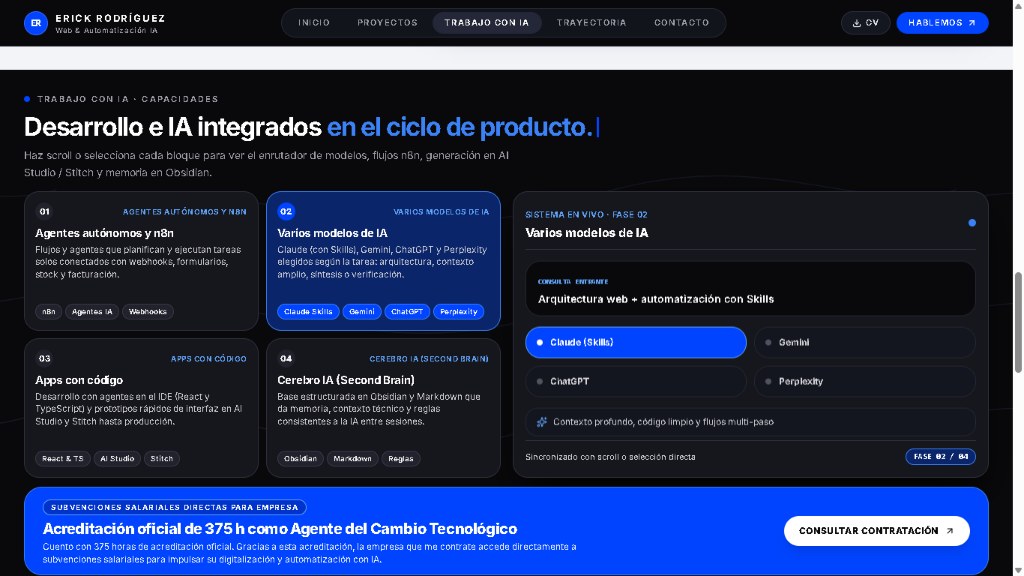 ER
ERICK RODRÍGUEZ
Web & Automatización IA
INICIO
PROYECTOS
TRABAJO CON IA
TRAYECTORIA
CONTACTO
CV
HABLEMOS
TRABAJO CON IA · CAPACIDADES
Desarrollo e IA integrados en el ciclo de producto.
Haz scroll o selecciona cada bloque para ver el enrutador de modelos, flujos n8n, generación en AI
Studio / Stitch y memoria en Obsidian.
01
AGENTES AUTÓNOMOS Y N8N
Agentes autónomos y n8n
Flujos y agentes que planifican y ejecutan tareas
solos conectados con webhooks, formularios,
stock y facturación.
n8n
Agentes IA
Webhooks
02
VARIOS MODELOS DE IA
Varios modelos de IA
Claude (con Skills), Gemini, ChatGPT y Perplexity
elegidos según la tarea: arquitectura, contexto
amplio, síntesis o verificación.
Claude Skills
Gemini
ChatGPT
Perplexity
03
APPS CON CÓDIGO
Apps con código
Desarrollo con agentes en el IDE (React y
TypeScript) y prototipos rápidos de interfaz en AI
Studio y Stitch hasta producción.
React & TS
AI Studio
Stitch
04
CEREBRO IA (SECOND BRAIN)
Cerebro IA (Second Brain)
Base estructurada en Obsidian y Markdown que
da memoria, contexto técnico y reglas
consistentes a la IA entre sesiones.
Obsidian
Markdown
Reglas
SISTEMA EN VIVO · FASE 02
Varios modelos de IA
CONSULTA ENTRANTE
Arquitectura web + automatización con Skills
Claude (Skills)
Gemini
ChatGPT
Perplexity
Contexto profundo, código limpio y flujos multi-paso
Sincronizado con scroll o selección directa
FASE 02 / 04
SUBVENCIONES SALARIALES DIRECTAS PARA EMPRESA
Acreditación oficial de 375 h como Agente del Cambio Tecnológico
Cuento con 375 horas de acreditación oficial. Gracias a esta acreditación, la empresa que me contrate accede directamente a
subvenciones salariales para impulsar su digitalización y automatización con IA.
CONSULTAR CONTRATACIÓN